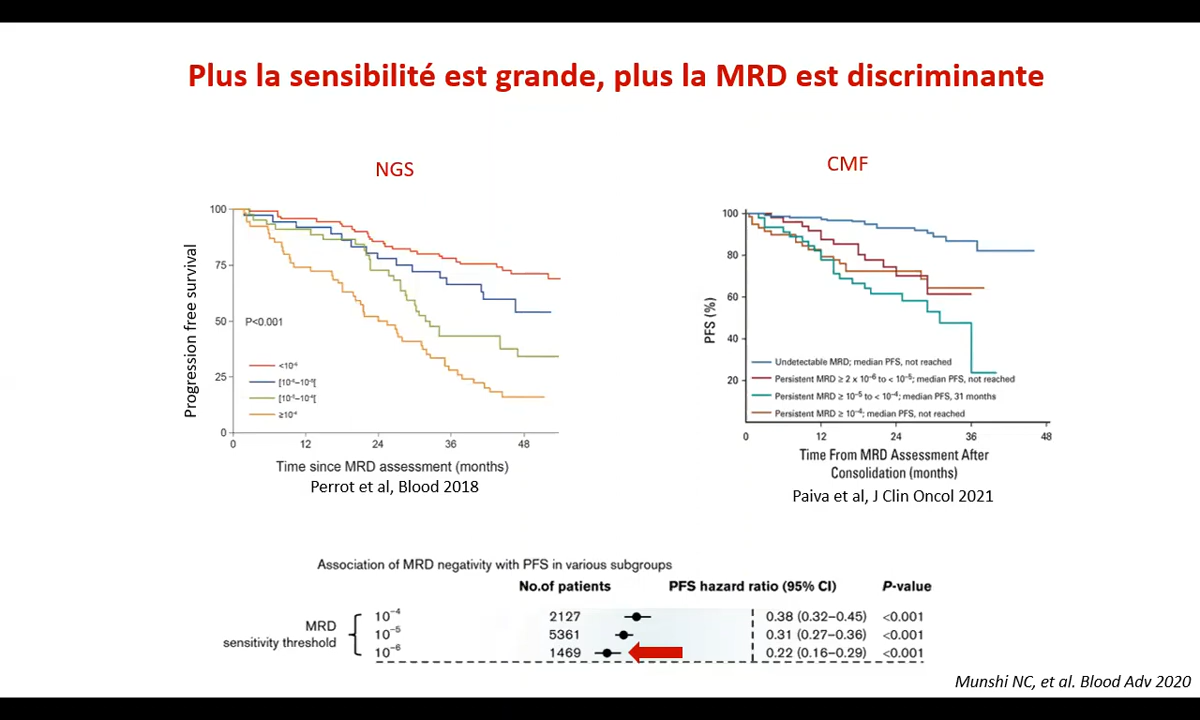 Plus la sensibilité est grande, plus la MRD est discriminante
NGS
Progression free survival
100
75
50
25
0
P<0.001
<10⁻⁶
[10⁻⁶–10⁻⁵[
[10⁻⁵–10⁻⁴[
≥10⁻⁴
0 12 24 36 48
Time since MRD assessment (months)
Perrot et al, Blood 2018
CMF
PFS (%)
100
80
60
40
20
Undetectable MRD; median PFS, not reached
Persistent MRD ≥ 2 x 10⁻⁶ to < 10⁻⁵; median PFS, not reached
Persistent MRD ≥ 10⁻⁵ to < 10⁻⁴; median PFS, 31 months
Persistent MRD ≥ 10⁻⁴; median PFS, not reached
0 12 24 36 48
Time From MRD Assessment After
Consolidation (months)
Paiva et al, J Clin Oncol 2021
Association of MRD negativity with PFS in various subgroups
No.of patients PFS hazard ratio (95% CI) P-value
MRD
sensitivity threshold
10⁻⁴ 2127 0.38 (0.32–0.45) <0.001
10⁻⁵ 5361 0.31 (0.27–0.36) <0.001
10⁻⁶ 1469 0.22 (0.16–0.29) <0.001
Munshi NC, et al. Blood Adv 2020